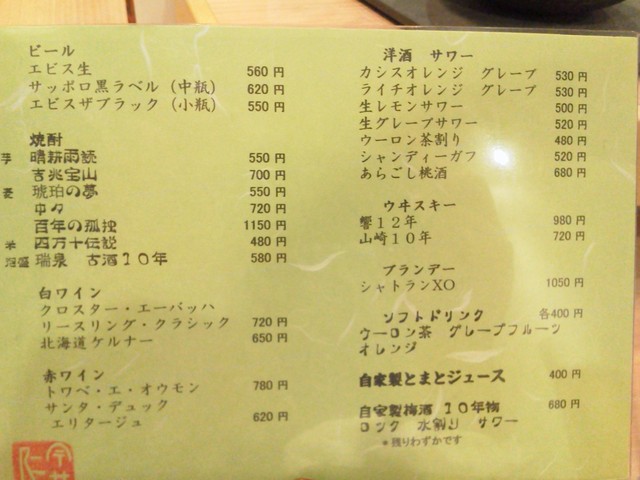 ビール
エビス生 560円
サッポロ黒ラベル（中瓶） 620円
エビスザブラック（小瓶） 550円
焼酎
芋 晴耕雨読 550円
吉兆宝山 700円
麦 琥珀の夢 550円
中々 720円
百年の孤独 1150円
米 四万十伝説 480円
泡盛 瑞泉 古酒１０年 580円
白ワイン
クロスター・エーバッハ
リースリング・クラシック 720円
北海道ケルナー 650円
赤ワイン
トワベ・エ・オウモン 780円
サンタ・デュック
エリタージュ 620円
洋酒 サワー
カシスオレンジ グレープ 530円
ライチオレンジ グレープ 530円
生レモンサワー 500円
生グレープサワー 520円
ウーロン茶割り 480円
シャンディーガフ 520円
あらごし桃酒 680円
ウヰスキー
響１２年 980円
山崎１０年 720円
ブランデー
シャトランXO 1050円
ソフトドリンク 各400円
ウーロン茶 グレープフルーツ
オレンジ
自家製とまとジュース 400円
自家製梅酒 １０年物 680円
ロック 水割り サワー
＊残りわずかです